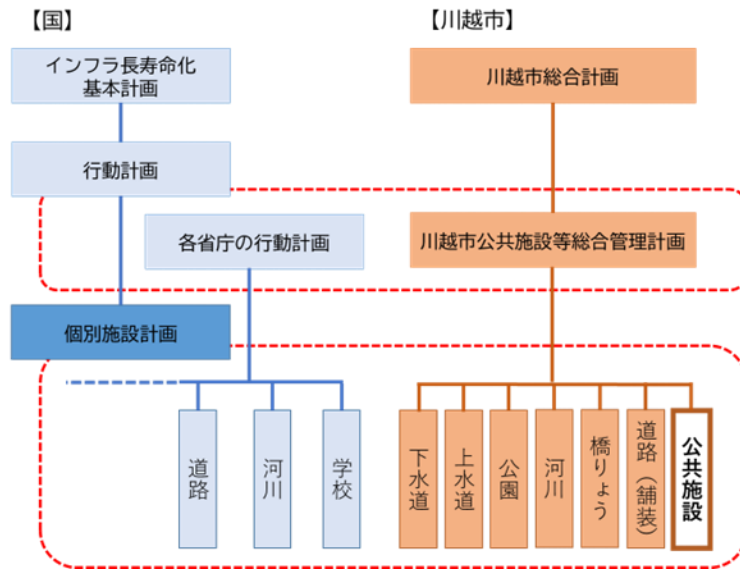 【国】
インフラ長寿命化
基本計画
行動計画
各省庁の行動計画
個別施設計画
道路
河川
学校
【川越市】
川越市総合計画
川越市公共施設等総合管理計画
下水道
上水道
公園
河川
橋りょう
道路（舗装）
公共施設